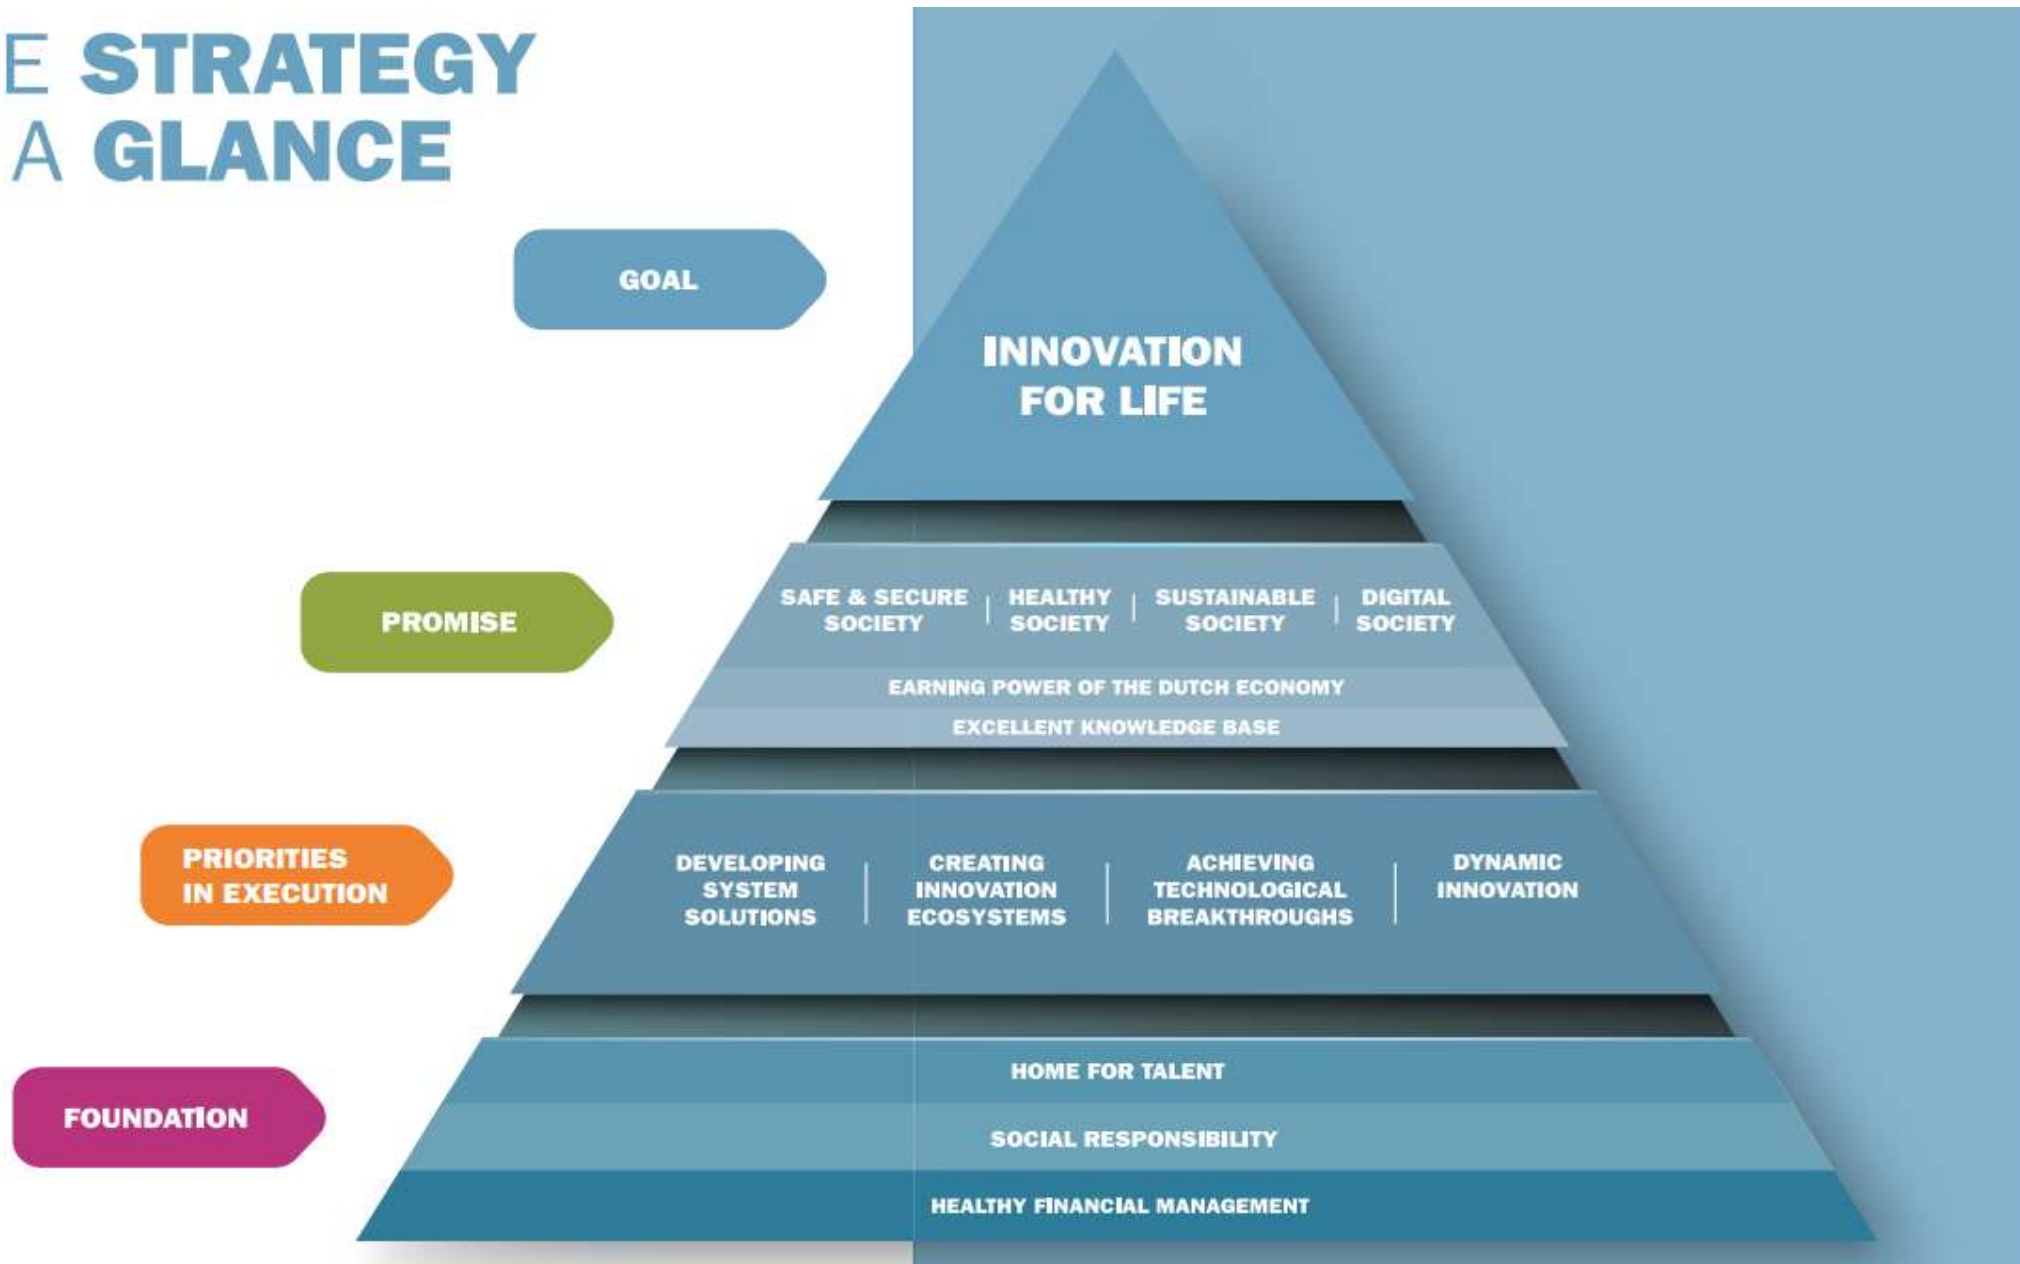 E STRATEGY
A GLANCE
GOAL
INNOVATION
FOR LIFE
PROMISE
SAFE & SECURE
SOCIETY
HEALTHY
SOCIETY
SUSTAINABLE
SOCIETY
DIGITAL
SOCIETY
EARNING POWER OF THE DUTCH ECONOMY
EXCELLENT KNOWLEDGE BASE
PRIORITIES
IN EXECUTION
DEVELOPING
SYSTEM
SOLUTIONS
CREATING
INNOVATION
ECOSYSTEMS
ACHIEVING
TECHNOLOGICAL
BREAKTHROUGHS
DYNAMIC
INNOVATION
FOUNDATION
HOME FOR TALENT
SOCIAL RESPONSIBILITY
HEALTHY FINANCIAL MANAGEMENT